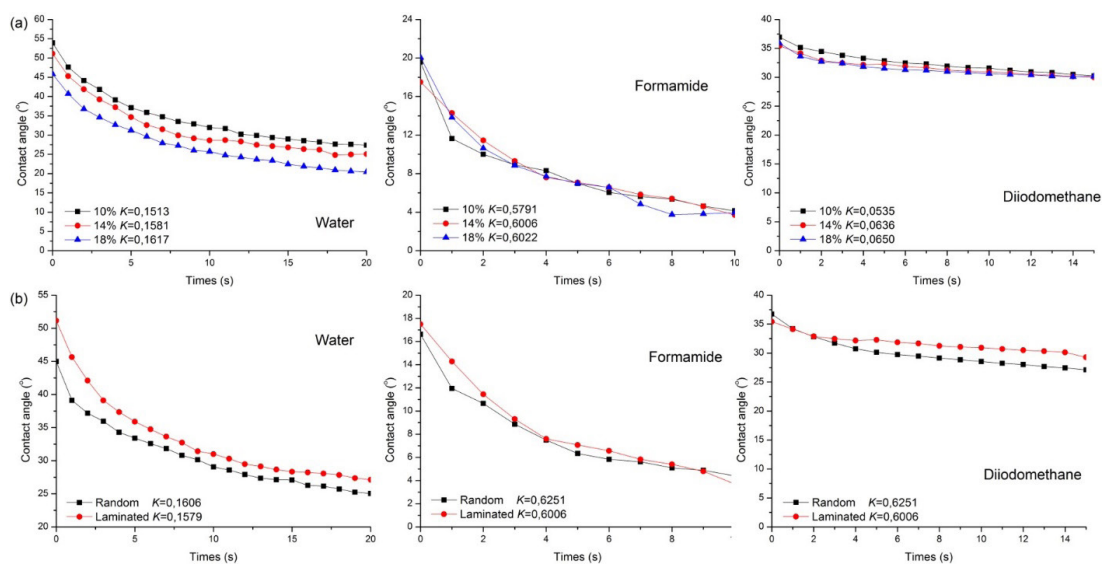 (a)
Contact angle (°)
60
55
50
45
40
35
30
25
20
15
10
5
0
10% K=0,1513
14% K=0,1581
18% K=0,1617
Water
0 5 10 15 20
Times (s)
Contact angle (°)
24
20
16
12
8
4
0
Formamide
10% K=0,5791
14% K=0,6006
18% K=0,6022
0 2 4 6 8 10
Times (s)
Contact angle (°)
40
35
30
25
20
15
10
5
0
Diiodomethane
10% K=0,0535
14% K=0,0636
18% K=0,0650
0 2 4 6 8 10 12 14
Times (s)
(b)
Contact angle (°)
55
50
45
40
35
30
25
20
Water
Random K=0,1606
Laminated K=0,1579
0 5 10 15 20
Times (s)
Contact angle (°)
20
18
16
14
12
10
8
6
4
2
0
Formamide
Random K=0,6251
Laminated K=0,6006
0 2 4 6 8
Times (s)
Contact angle (°)
40
35
30
25
20
15
10
5
0
Diiodomethane
Random K=0,6251
Laminated K=0,6006
0 2 4 6 8 10 12 14
Times (s)